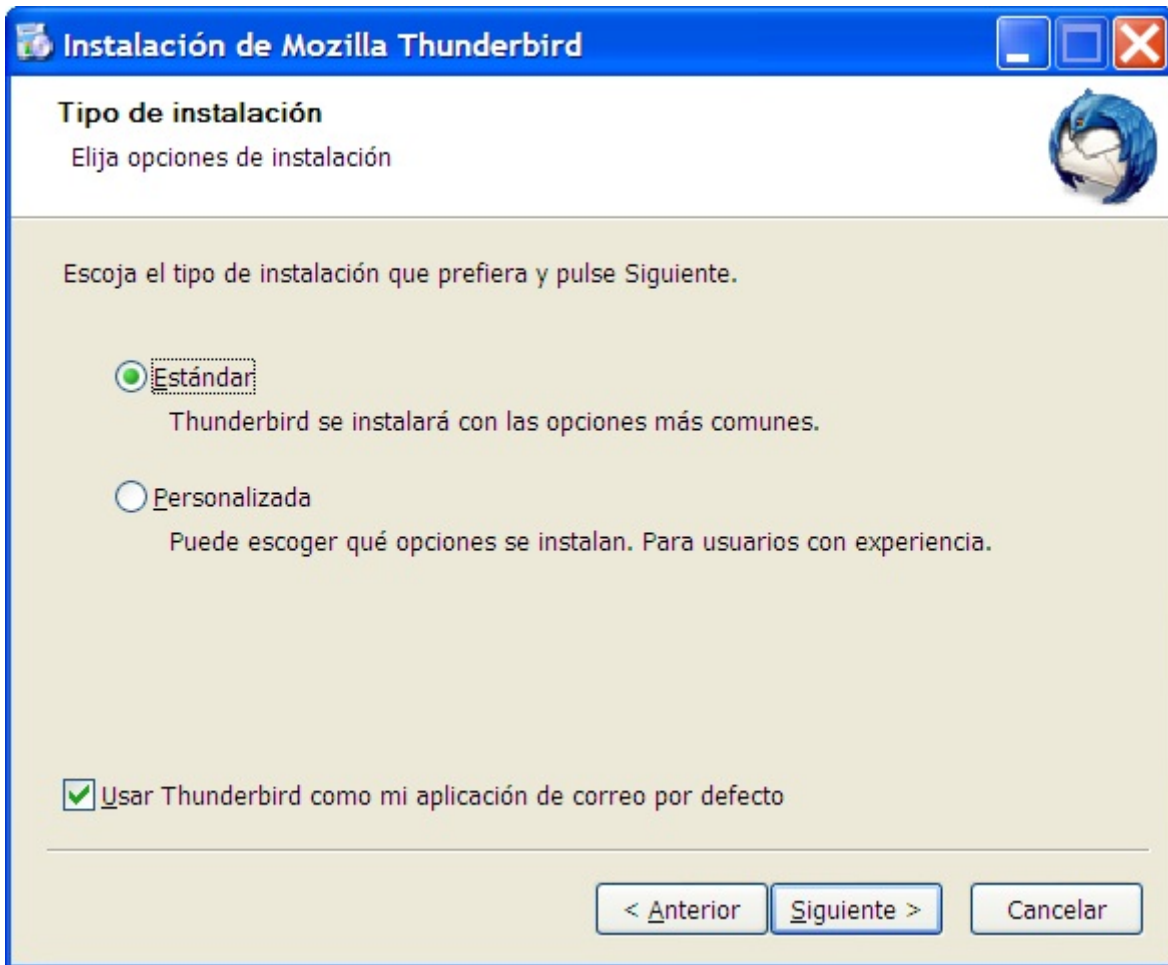 Instalación de Mozilla Thunderbird
Tipo de instalación
Elija opciones de instalación
Escoja el tipo de instalación que prefiera y pulse Siguiente.
Estándar
Thunderbird se instalará con las opciones más comunes.
Personalizada
Puede escoger qué opciones se instalan. Para usuarios con experiencia.
Usar Thunderbird como mi aplicación de correo por defecto
< Anterior Siguiente > Cancelar